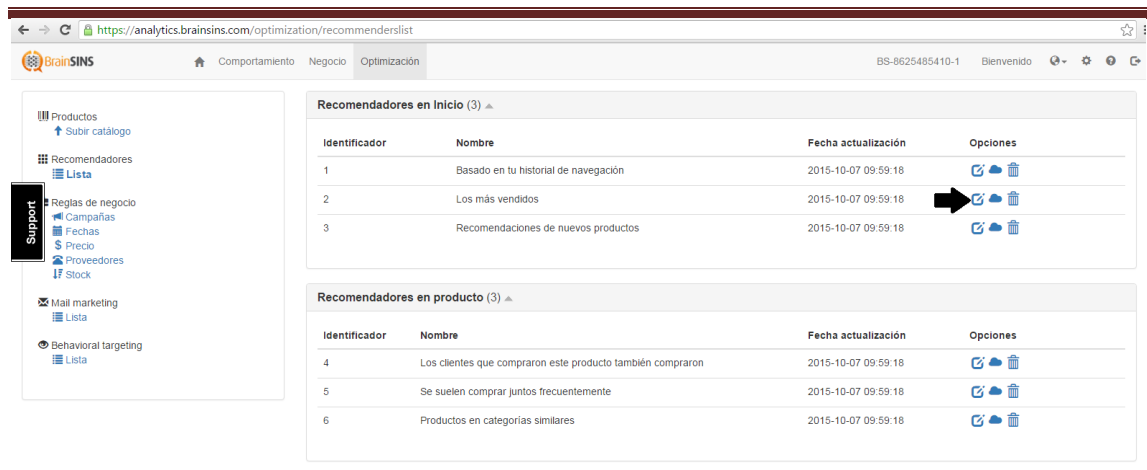 https://analytics.brainsins.com/optimization/recommenderslist
BrainSINS Comportamiento Negocio Optimización BS-8625485410-1 Bienvenido
Productos
Subir catálogo
Recomendadores
Lista
Reglas de negocio
Campañas
Fechas
$ Precio
Proveedores
Stock
Mail marketing
Lista
Behavioral targeting
Lista
Support
Recomendadores en Inicio (3)
Identificador Nombre Fecha actualización Opciones
1 Basado en tu historial de navegación 2015-10-07 09:59:18
2 Los más vendidos 2015-10-07 09:59:18
3 Recomendaciones de nuevos productos 2015-10-07 09:59:18
Recomendadores en producto (3)
Identificador Nombre Fecha actualización Opciones
4 Los clientes que compraron este producto también compraron 2015-10-07 09:59:18
5 Se suelen comprar juntos frecuentemente 2015-10-07 09:59:18
6 Productos en categorías similares 2015-10-07 09:59:18